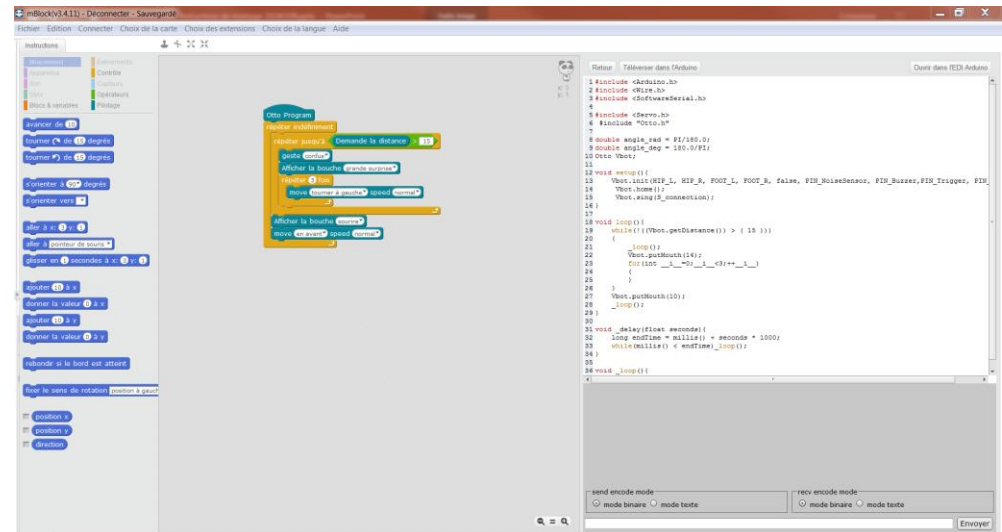 mBlock(v3.4.11) - Déconnecter - Sauvegardé
Fichier Edition Connecter Choix de la carte Choix des extensions Choix de la langue Aide
Instructions
Mouvement
Evènements
Apparence
Contrôle
Son
Capteurs
Stylo
Opérateurs
Blocs & variables
Pilotage
avancer de 10
tourner de 15 degrés
tourner de 15 degrés
s'orienter à 90 degrés
s'orienter vers
aller à x: 0 y: 0
aller à pointeur de souris
glisser en 1 secondes à x: 0 y: 0
ajouter 10 à x
donner la valeur 0 à x
ajouter 10 à y
donner la valeur 0 à y
rebondir si le bord est atteint
fixer le sens de rotation position à gauch
position x
position y
direction
Otto Program
répéter indéfiniment
répéter jusqu'à Demande la distance > 15
geste confus
Afficher la bouche grande surprise
répéter 3 fois
move tourner à gauche speed normal
Afficher la bouche sourire
move en avant speed normal
Retour Téléverser dans l'Arduino Ouvrir dans l'EDI Arduino
1 #include <Arduino.h>
2 #include <Wire.h>
3 #include <SoftwareSerial.h>
4
5 #include <Servo.h>
6 #include "Otto.h"
7
8 double angle_rad = PI/180.0;
9 double angle_deg = 180.0/PI;
10 Otto Vbot;
11
12 void setup(){
13 Vbot.init(HIP_L, HIP_R, FOOT_L, FOOT_R, false, PIN_NoiseSensor, PIN_Buzzer,PIN_Trigger, PIN_
14 Vbot.home();
15 Vbot.sing(S_connection);
16 }
17
18 void loop(){
19 while(!((Vbot.getDistance()) > ( 15 )))
20 {
21 _loop();
22 Vbot.putMouth(14);
23 for(int __i__=0;__i__<3;++__i__)
24 {
25 }
26 }
27 Vbot.putMouth(10);
28 _loop();
29 }
30
31 void _delay(float seconds){
32 long endTime = millis() + seconds * 1000;
33 while(millis() < endTime)_loop();
34 }
35
36 void _loop(){
send encode mode
mode binaire mode texte
recv encode mode
mode binaire mode texte
Envoyer